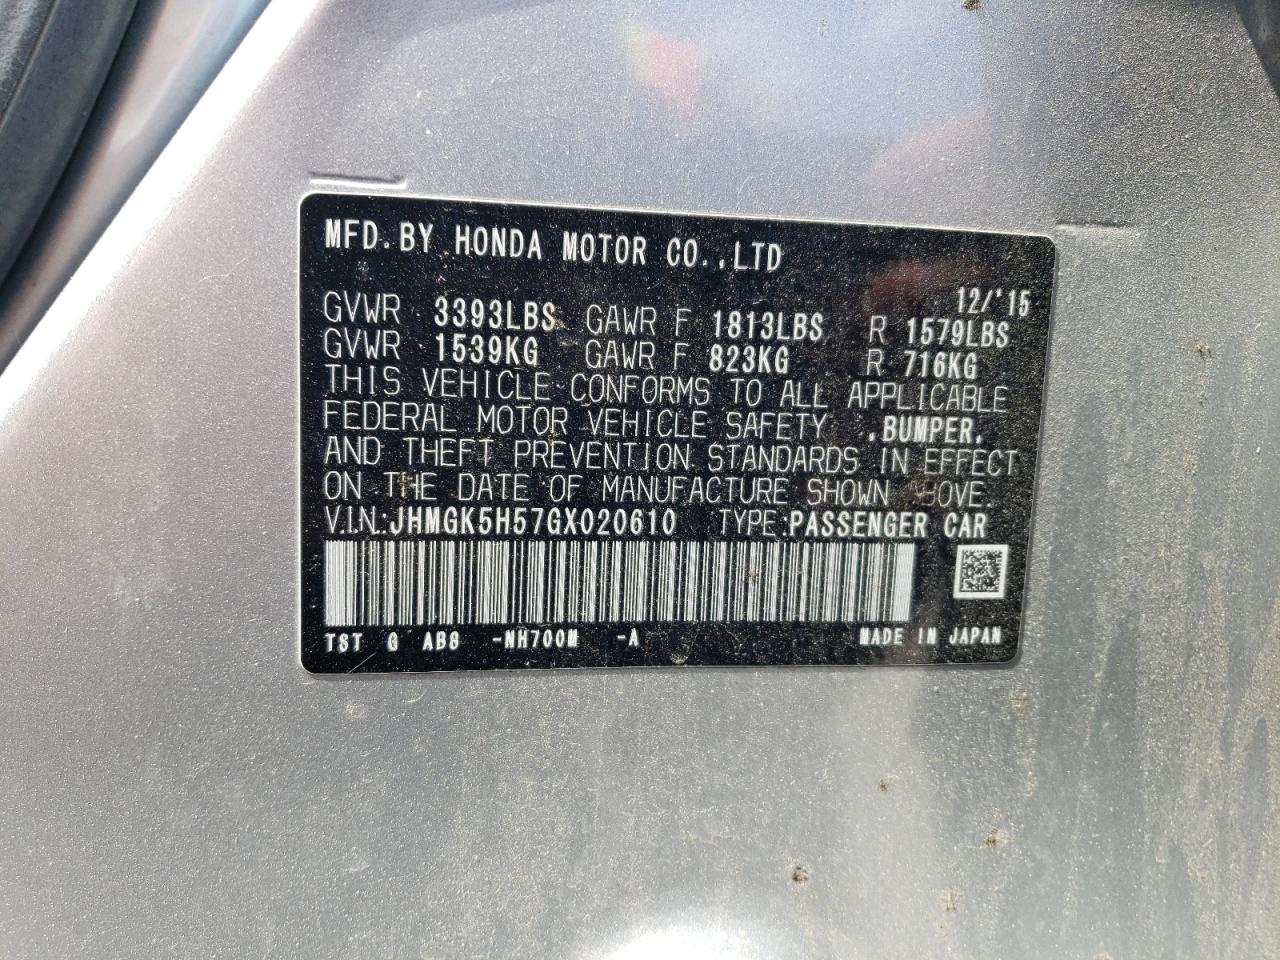 MFD. BY HONDA MOTOR CO., LTD
12/'15
GVWR 3393LBS GAWR F 1813LBS R 1579LBS
GVWR 1539KG GAWR F 823KG R 716KG
THIS VEHICLE CONFORMS TO ALL APPLICABLE
FEDERAL MOTOR VEHICLE SAFETY ,BUMPER,
AND THEFT PREVENTION STANDARDS IN EFFECT
ON THE DATE OF MANUFACTURE SHOWN ABOVE.
V.I.N.:JHMGK5H57GX020610 TYPE:PASSENGER CAR
TST G AB8 -NH700M -A MADE IN JAPAN